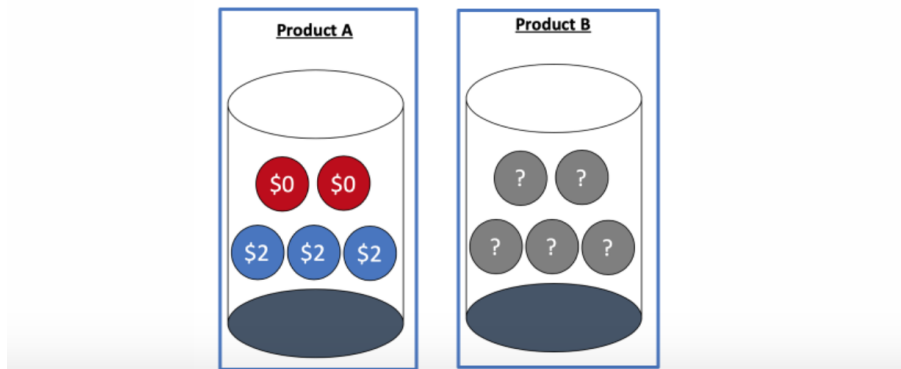 Product A
$0 $0
$2 $2 $2
Product B
? ?
? ? ?